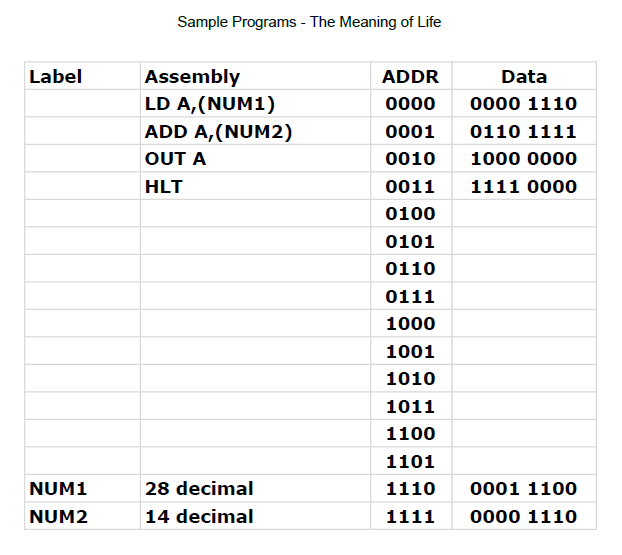 Sample Programs - The Meaning of Life
Label Assembly ADDR Data
LD A,(NUM1) 0000 0000 1110
ADD A,(NUM2) 0001 0110 1111
OUT A 0010 1000 0000
HLT 0011 1111 0000
0100
0101
0110
0111
1000
1001
1010
1011
1100
1101
NUM1 28 decimal 1110 0001 1100
NUM2 14 decimal 1111 0000 1110